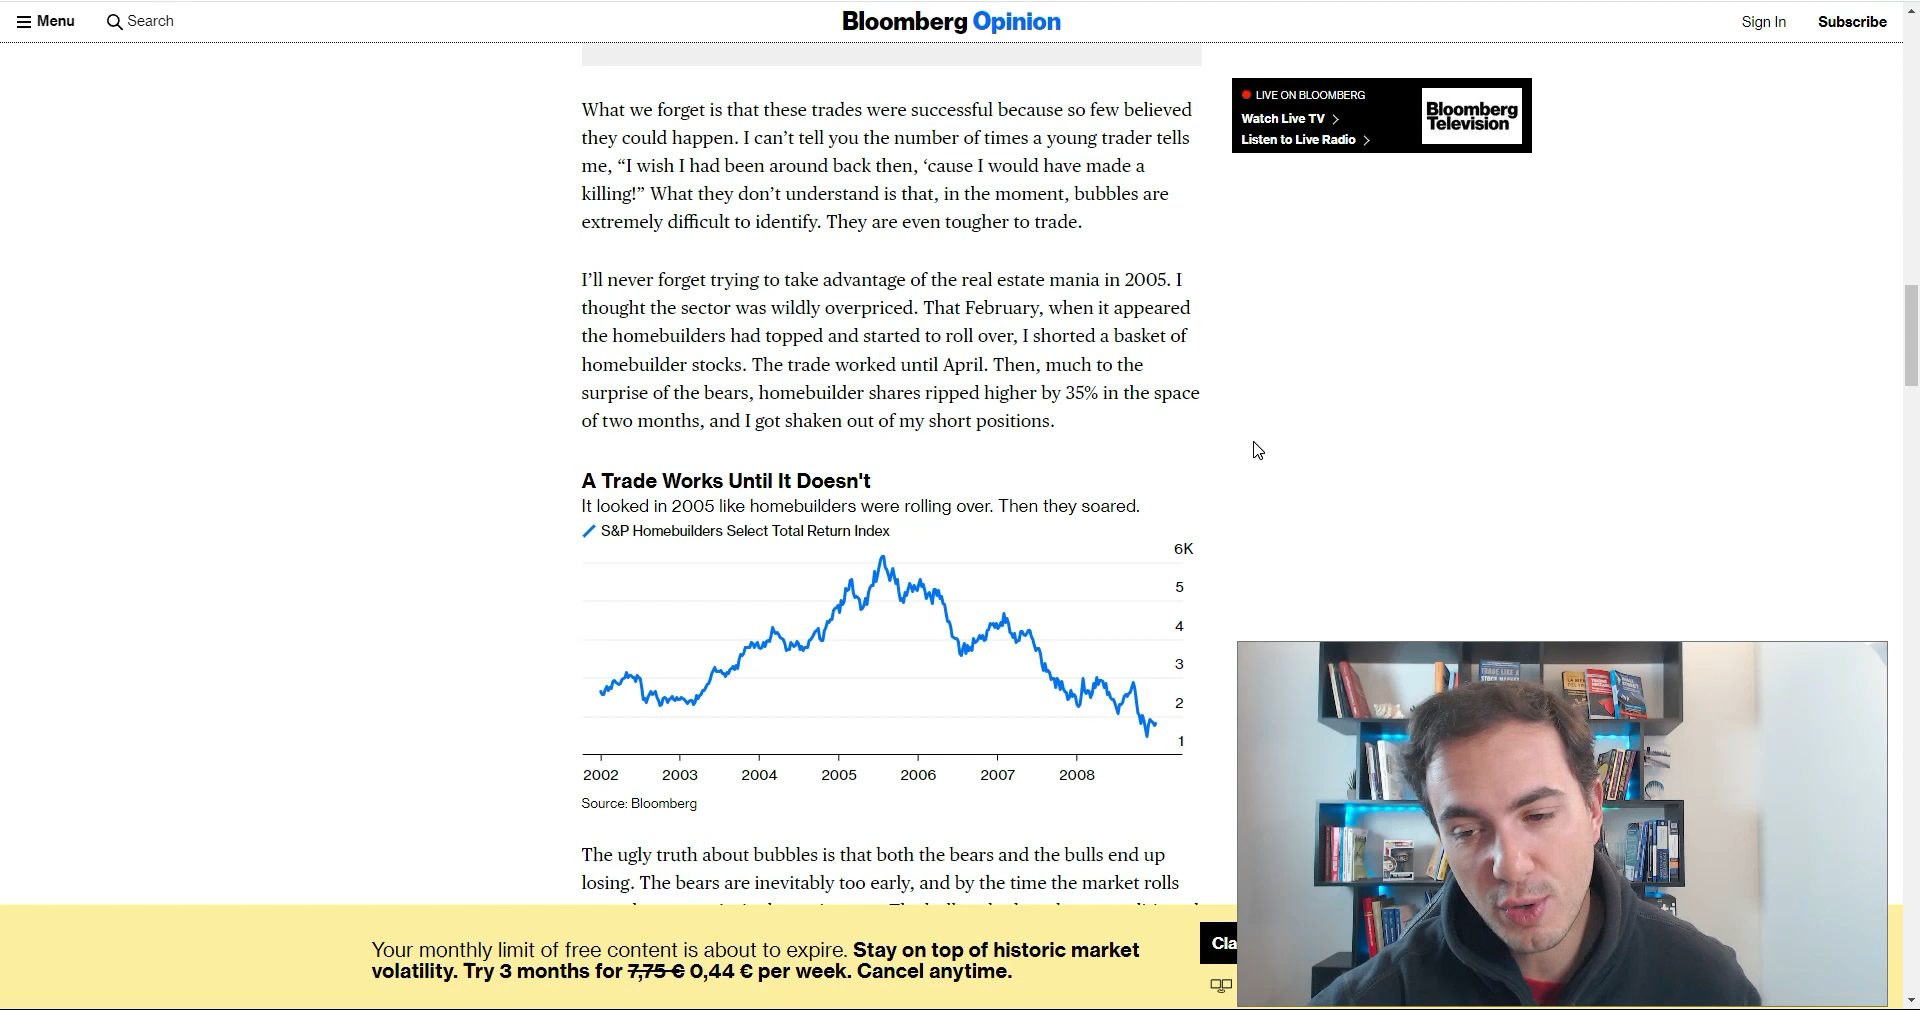 Menu
Search
Bloomberg Opinion
Sign In
Subscribe
LIVE ON BLOOMBERG
Watch Live TV
Listen to Live Radio
Bloomberg
Television
What we forget is that these trades were successful because so few believed
they could happen. I can’t tell you the number of times a young trader tells
me, “I wish I had been around back then, ‘cause I would have made a
killing!” What they don’t understand is that, in the moment, bubbles are
extremely difficult to identify. They are even tougher to trade.
I’ll never forget trying to take advantage of the real estate mania in 2005. I
thought the sector was wildly overpriced. That February, when it appeared
the homebuilders had topped and started to roll over, I shorted a basket of
homebuilder stocks. The trade worked until April. Then, much to the
surprise of the bears, homebuilder shares ripped higher by 35% in the space
of two months, and I got shaken out of my short positions.
A Trade Works Until It Doesn't
It looked in 2005 like homebuilders were rolling over. Then they soared.
S&P Homebuilders Select Total Return Index
6K
5
4
3
2
1
2002 2003 2004 2005 2006 2007 2008
Source: Bloomberg
The ugly truth about bubbles is that both the bears and the bulls end up
losing. The bears are inevitably too early, and by the time the market rolls
Your monthly limit of free content is about to expire. Stay on top of historic market
volatility. Try 3 months for 7,75 € 0,44 € per week. Cancel anytime.
Cla
TRADE LIKE A
STOCK MARKET